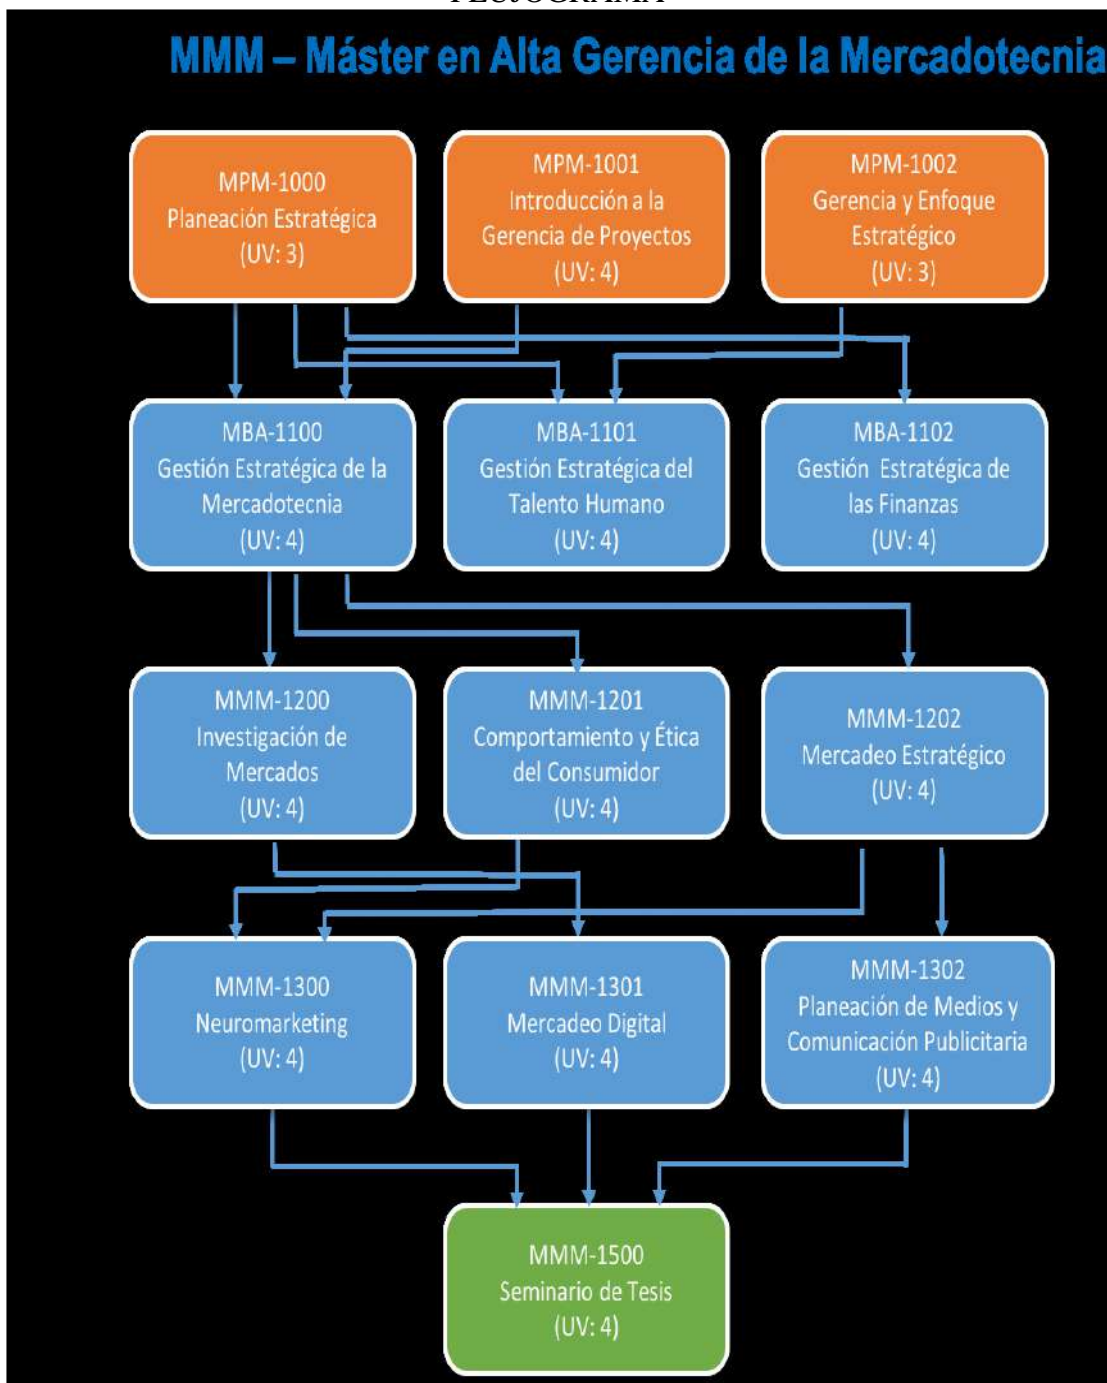 FLUJOGRAMA
MMM – Máster en Alta Gerencia de la Mercadotecnia
MPM-1000
Planeación Estratégica
(UV: 3)
MPM-1001
Introducción a la
Gerencia de Proyectos
(UV: 4)
MPM-1002
Gerencia y Enfoque
Estratégico
(UV: 3)
MBA-1100
Gestión Estratégica de la
Mercadotecnia
(UV: 4)
MBA-1101
Gestión Estratégica del
Talento Humano
(UV: 4)
MBA-1102
Gestión Estratégica de
las Finanzas
(UV: 4)
MMM-1200
Investigación de
Mercados
(UV: 4)
MMM-1201
Comportamiento y Ética
del Consumidor
(UV: 4)
MMM-1202
Mercadeo Estratégico
(UV: 4)
MMM-1300
Neuromarketing
(UV: 4)
MMM-1301
Mercadeo Digital
(UV: 4)
MMM-1302
Planeación de Medios y
Comunicación Publicitaria
(UV: 4)
MMM-1500
Seminario de Tesis
(UV: 4)